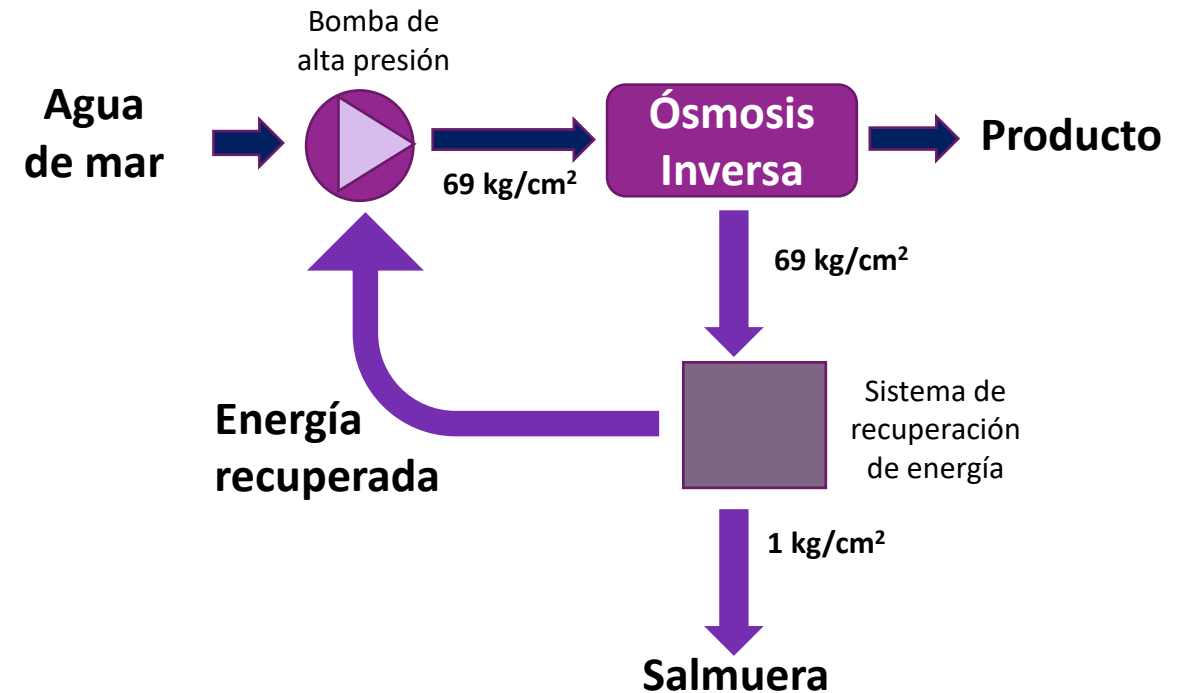 Bomba de
alta presión
Agua
de mar
69 kg/cm²
Ósmosis
Inversa
Producto
69 kg/cm²
Sistema de
recuperación
de energía
Energía
recuperada
1 kg/cm²
Salmuera